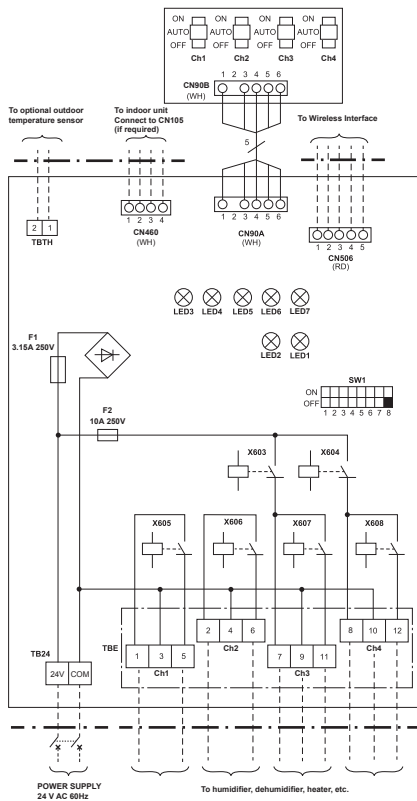 ON ON ON ON
AUTO AUTO AUTO AUTO
OFF OFF OFF OFF
Ch1 Ch2 Ch3 Ch4
CN90B
(WH)
1 2 3 4 5 6
To optional outdoor
temperature sensor
To indoor unit
Connect to CN105
(if required)
To Wireless Interface
5
2 1
TBTH
1 2 3 4
CN460
(WH)
1 2 3 4 5 6
CN90A
(WH)
1 2 3 4 5
CN506
(RD)
LED3 LED4 LED5 LED6 LED7
LED2 LED1
F1
3.15A 250V
F2
10A 250V
SW1
ON
OFF
1 2 3 4 5 6 7 8
X603 X604
X605 X606 X607 X608
TB24
24V COM
TBE
1 3 5
Ch1
2 4 6
Ch2
7 9 11
Ch3
8 10 12
Ch4
POWER SUPPLY
24 V AC 60Hz
To humidifier, dehumidifier, heater, etc.